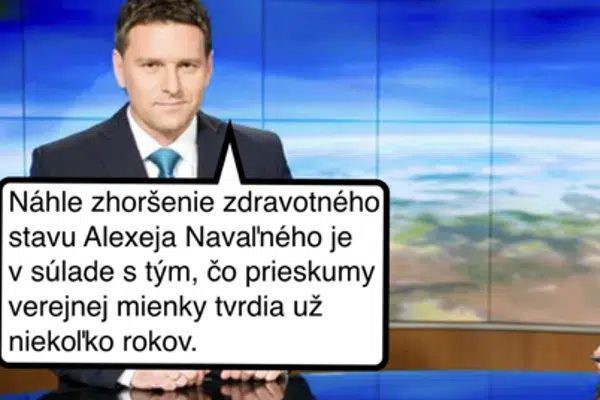 Náhle zhoršenie zdravotného
stavu Alexeja Navaľného je
v súlade s tým, čo prieskumy
verejnej mienky tvrdia už
niekoľko rokov.